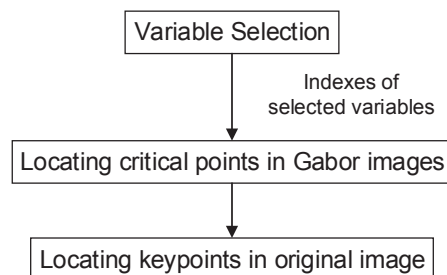 Variable Selection
Indexes of
selected variables
Locating critical points in Gabor images
Locating keypoints in original image